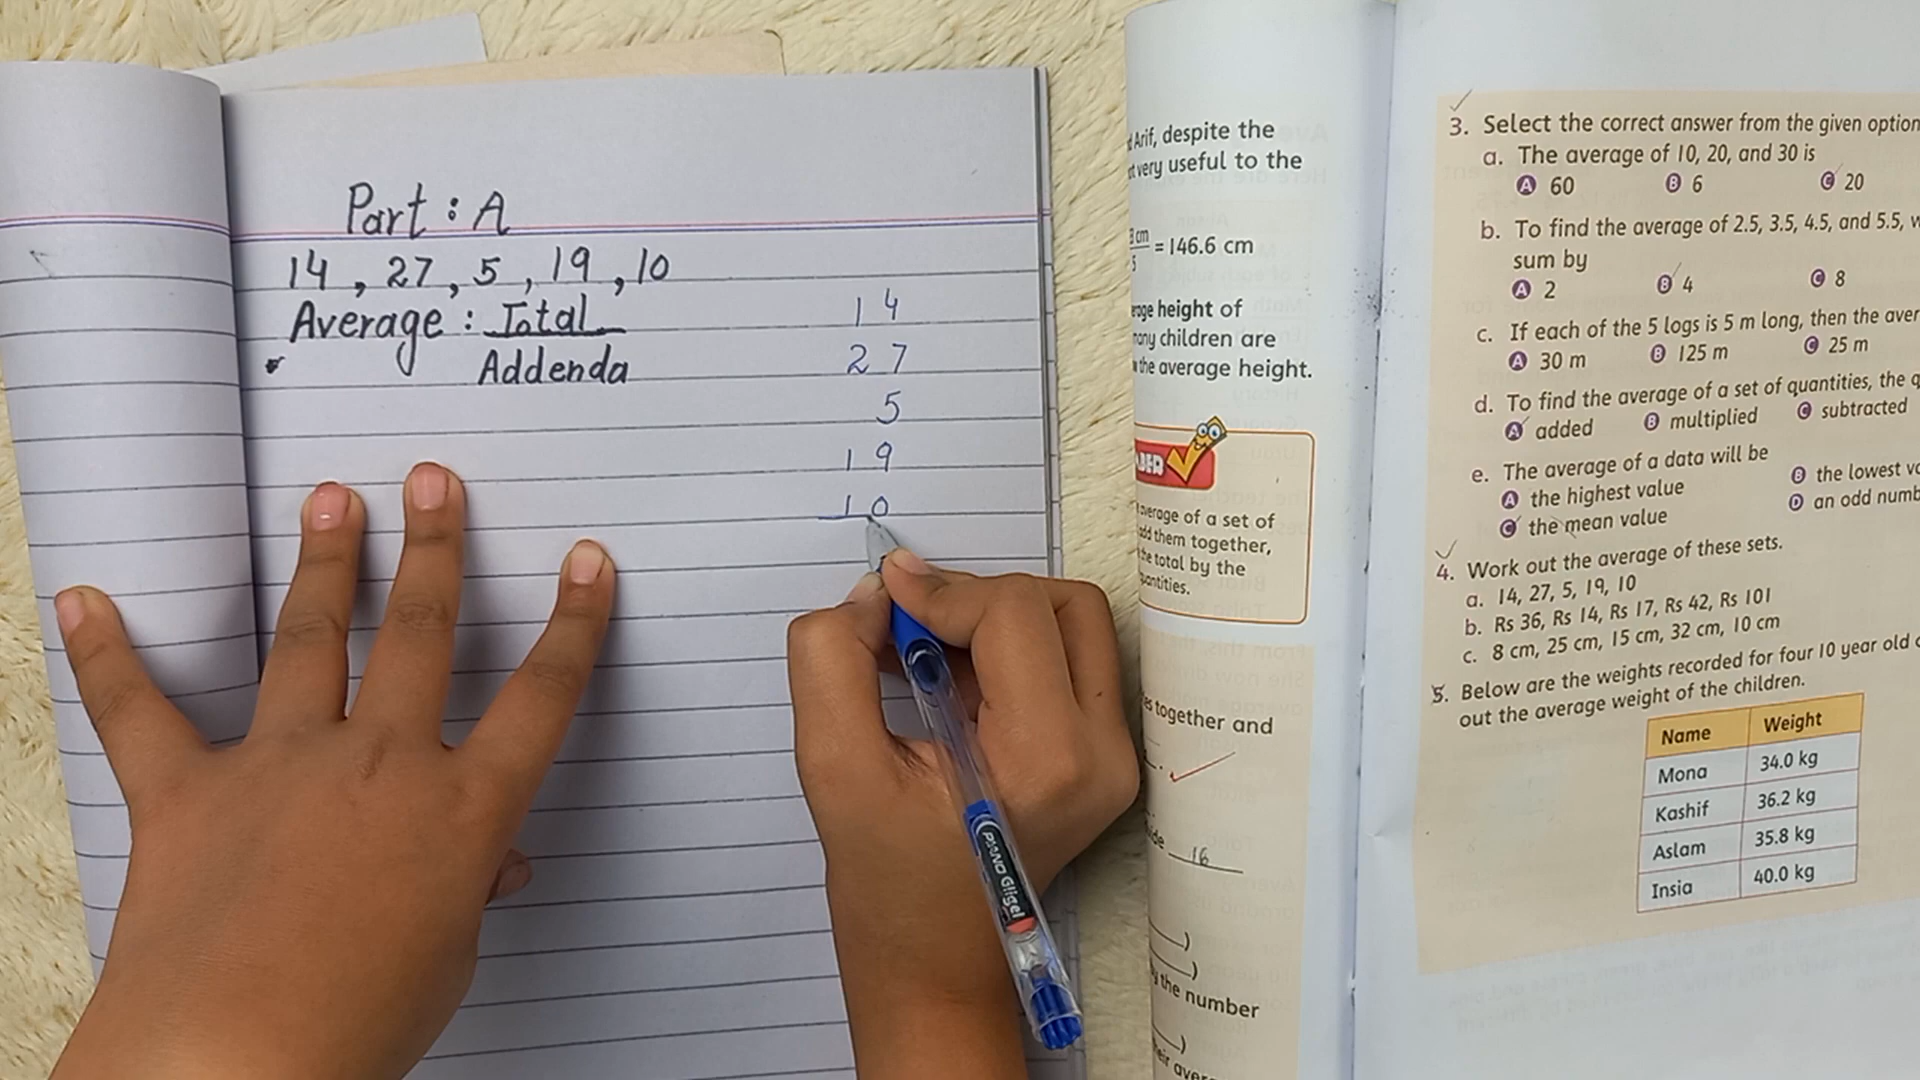 Part : A
14 , 27 , 5 , 19 , 10
Average : Total
Addenda
14
27
5
19
10
PIANO Gligel
Arif, despite the
very useful to the
= 146.6 cm
height of
children are
the average height.
average of a set of
add them together,
the total by the
together and
16
the number
3. Select the correct answer from the given
a. The average of 10, 20, and 30 is
A 60 B 6 C 20
b. To find the average of 2.5, 3.5, 4.5, and 5.5,
sum by
A 2 B 4 C 8
c. If each of the 5 logs is 5 m long, then the
A 30 m B 125 m C 25 m
d. To find the average of a set of quantities, the
A added B multiplied C subtracted
e. The average of a data will be
A the highest value B the lowest
C the mean value D an odd
4. Work out the average of these sets.
a. 14, 27, 5, 19, 10
b. Rs 36, Rs 14, Rs 17, Rs 42, Rs 101
c. 8 cm, 25 cm, 15 cm, 32 cm, 10 cm
5. Below are the weights recorded for four 10 year old
out the average weight of the children.
Name Weight
Mona 34.0 kg
Kashif 36.2 kg
Aslam 35.8 kg
Insia 40.0 kg